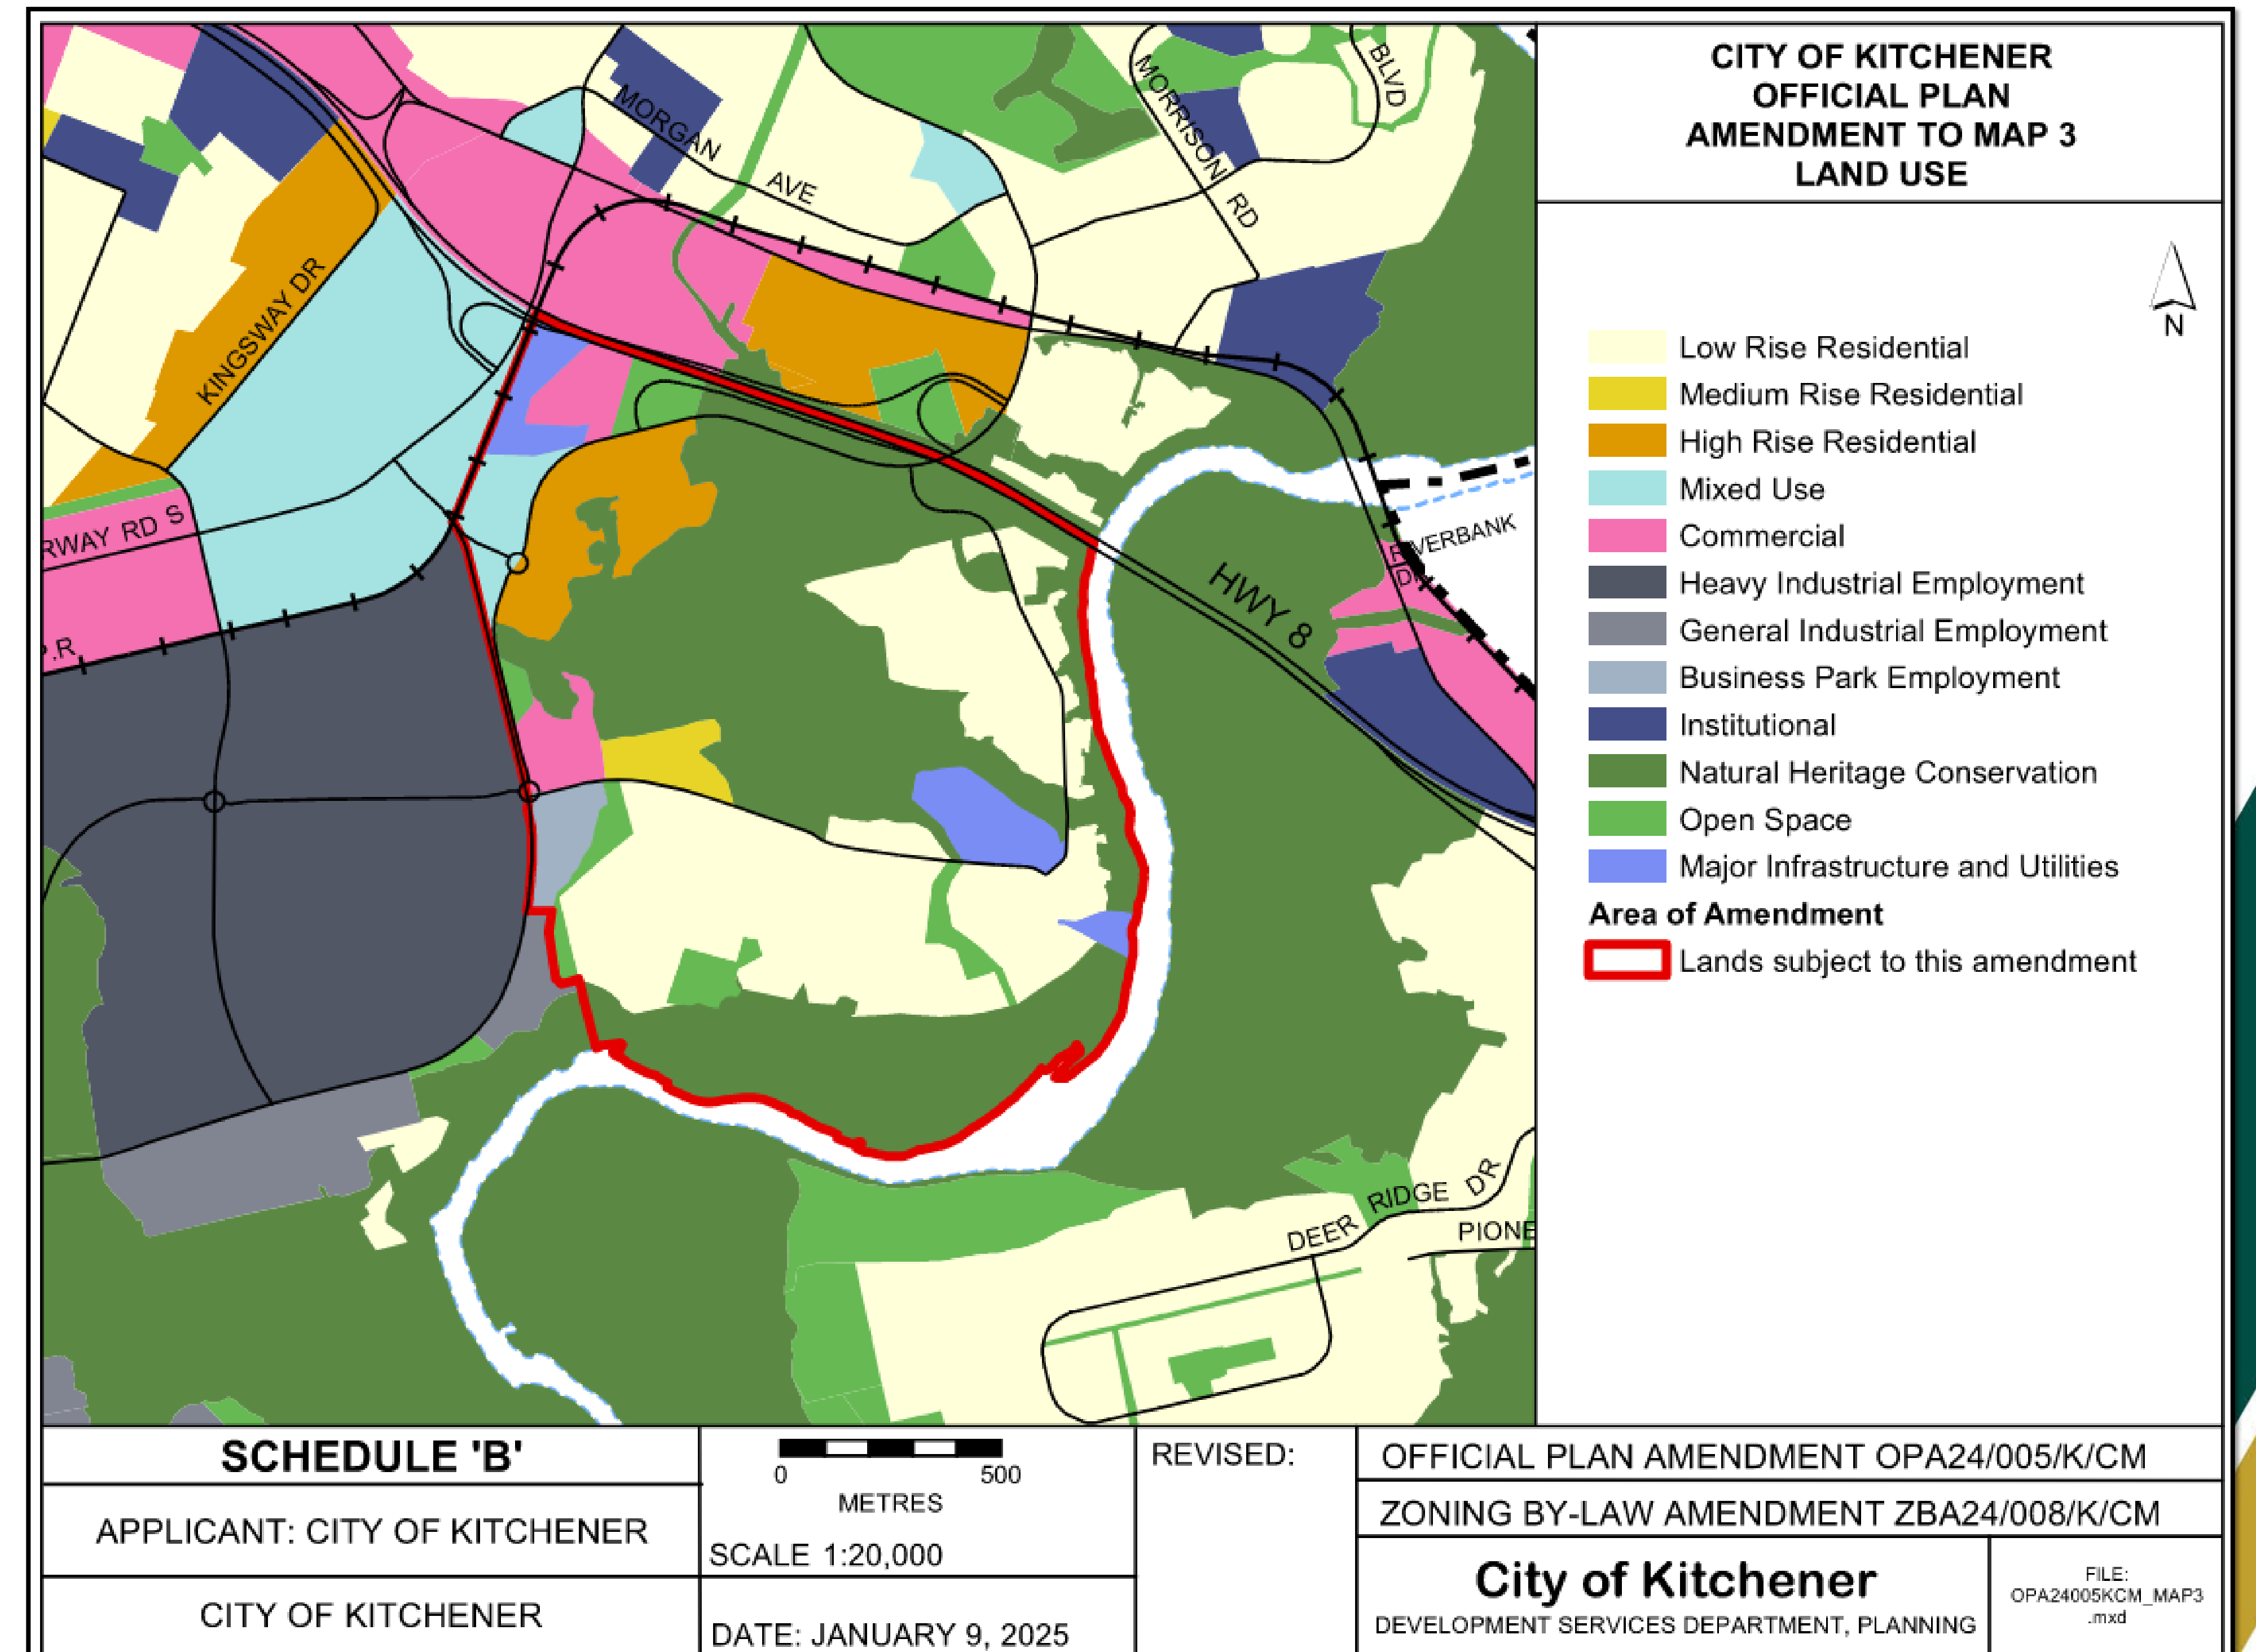 CITY OF KITCHENER
OFFICIAL PLAN
AMENDMENT TO MAP 3
LAND USE
N
Low Rise Residential
Medium Rise Residential
High Rise Residential
Mixed Use
Commercial
Heavy Industrial Employment
General Industrial Employment
Business Park Employment
Institutional
Natural Heritage Conservation
Open Space
Major Infrastructure and Utilities
Area of Amendment
Lands subject to this amendment
MORGAN
AVE
MORRISON
RD
BLVD
KINGSWAY DR
RWAY RD S
P.R
HWY 8
RIVERBANK
DR
DEER RIDGE DR
PIONE
SCHEDULE 'B'
APPLICANT: CITY OF KITCHENER
CITY OF KITCHENER
0 500
METRES
SCALE 1:20,000
DATE: JANUARY 9, 2025
REVISED:
OFFICIAL PLAN AMENDMENT OPA24/005/K/CM
ZONING BY-LAW AMENDMENT ZBA24/008/K/CM
City of Kitchener
DEVELOPMENT SERVICES DEPARTMENT, PLANNING
FILE:
OPA24005KCM_MAP3
.mxd